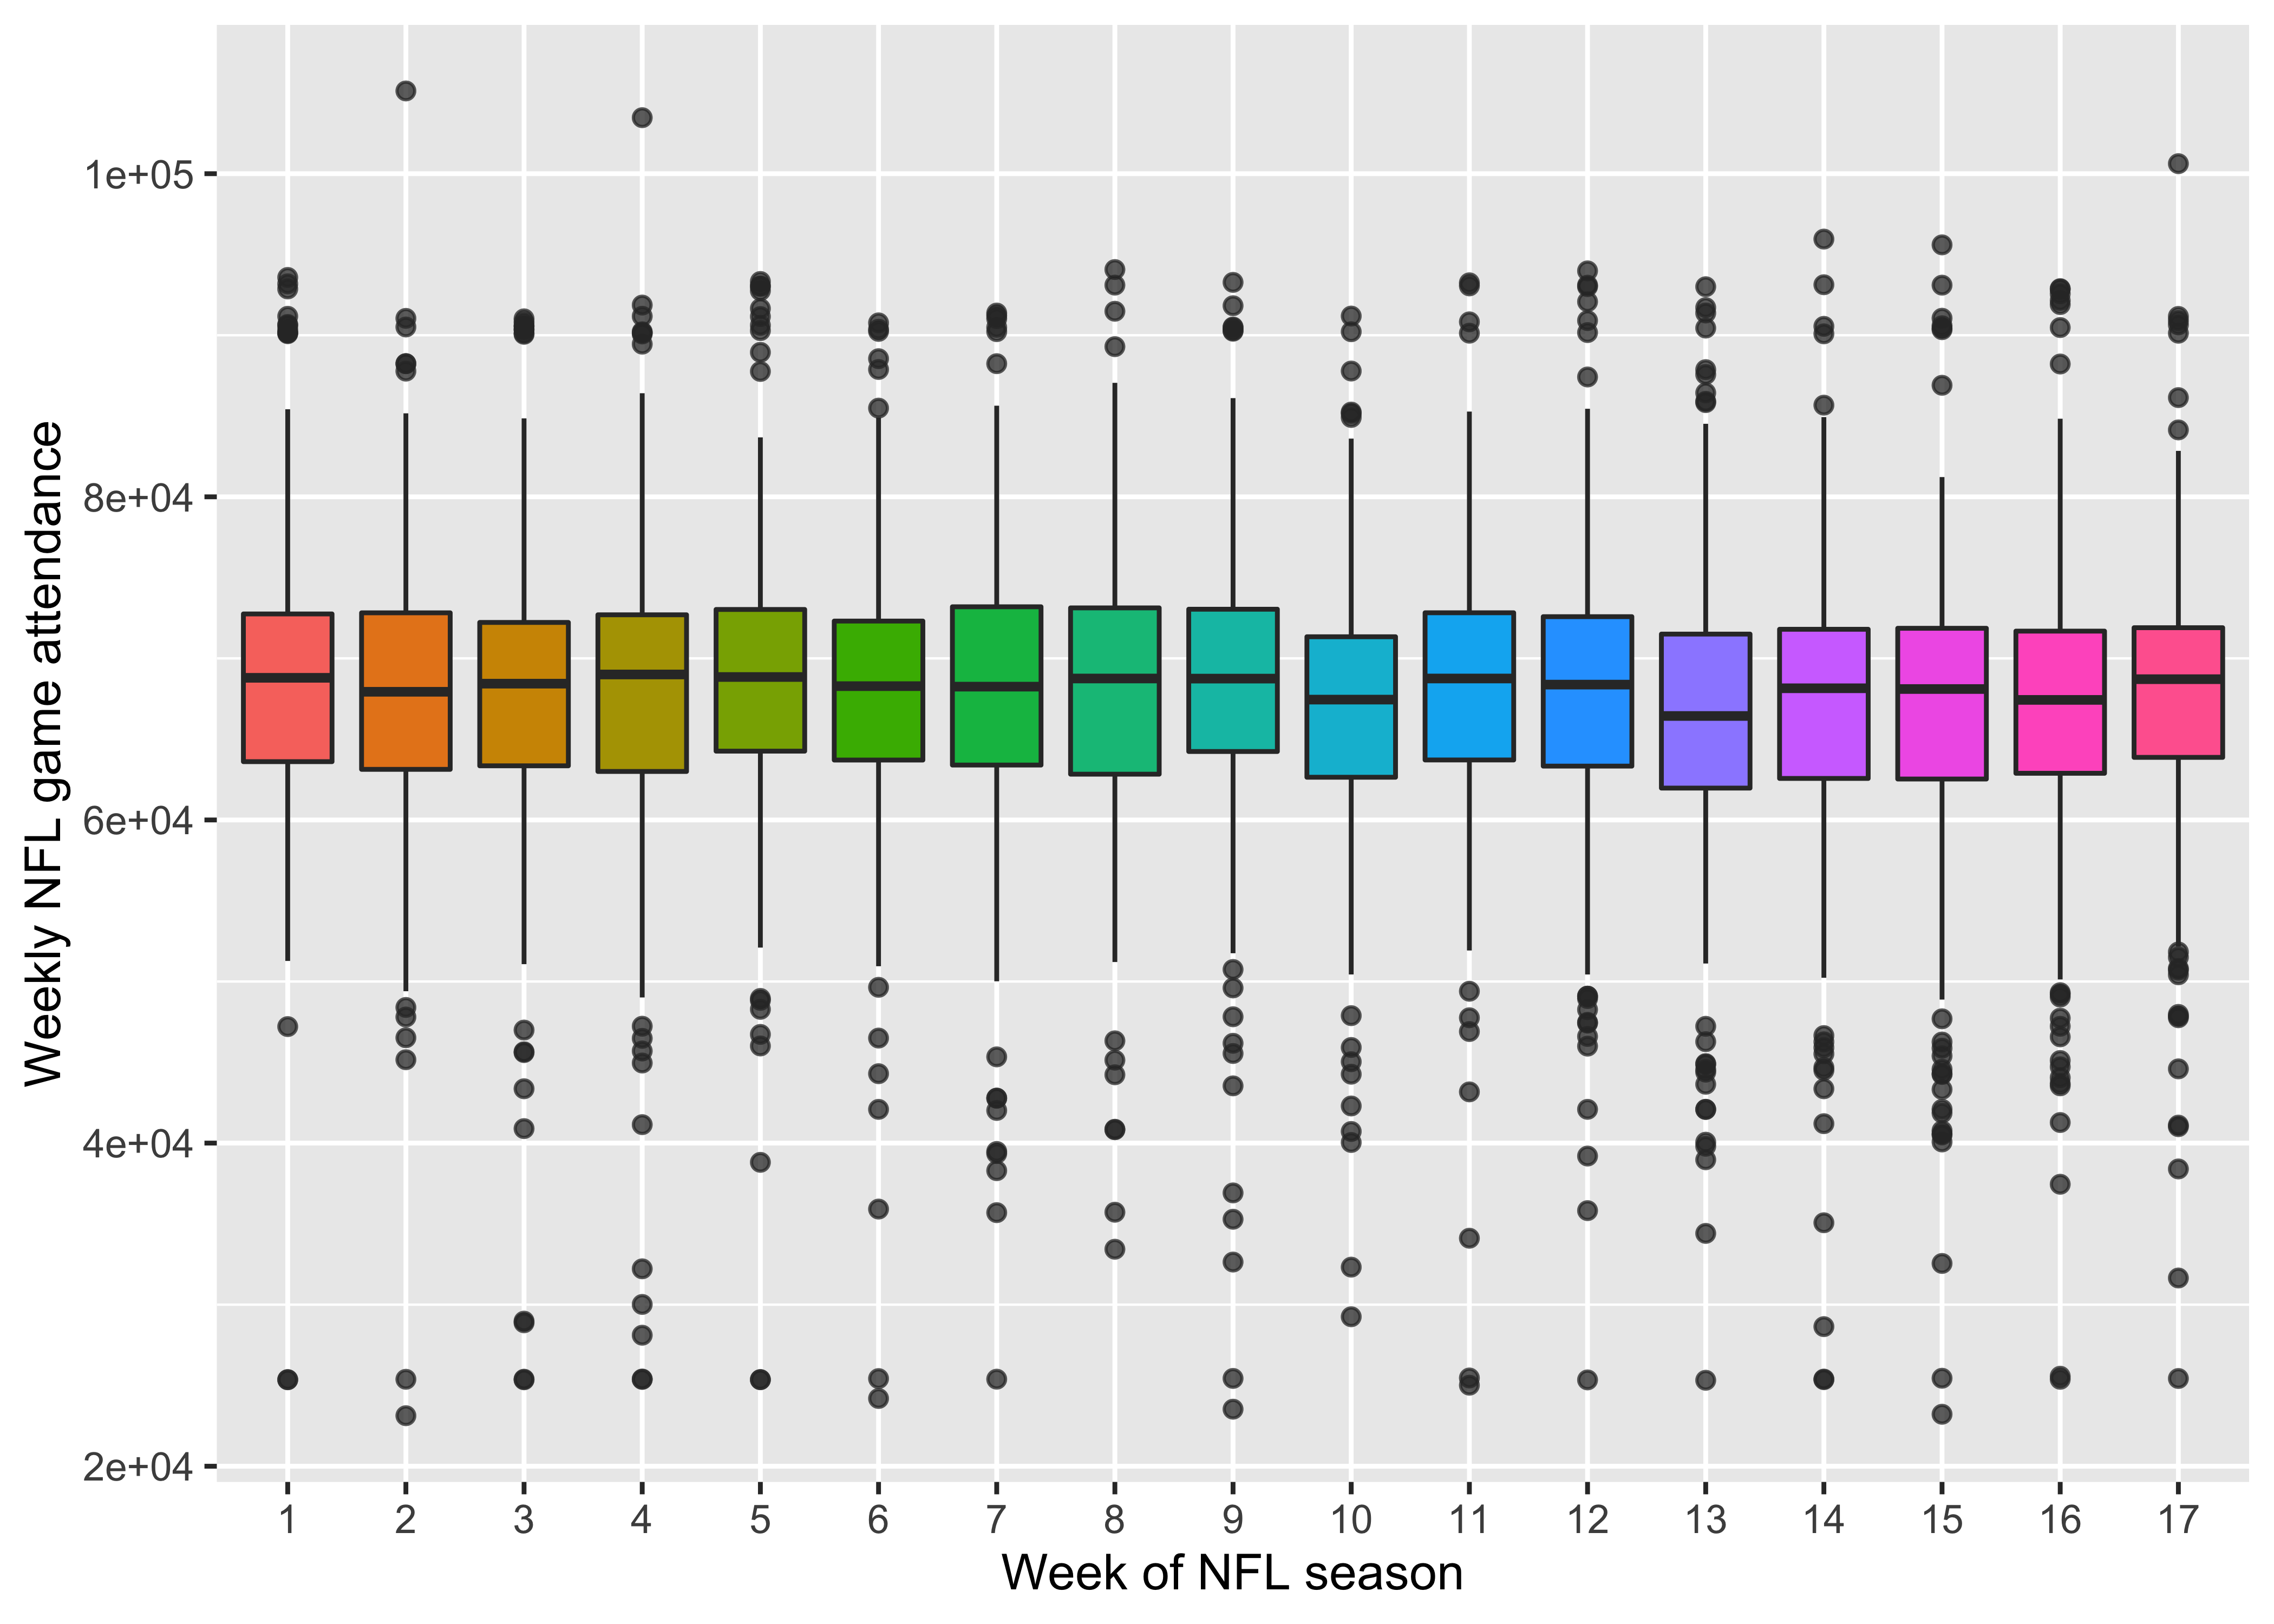 Weekly NFL game attendance
1e+05
8e+04
6e+04
4e+04
2e+04
1 2 3 4 5 6 7 8 9 10 11 12 13 14 15 16 17
Week of NFL season